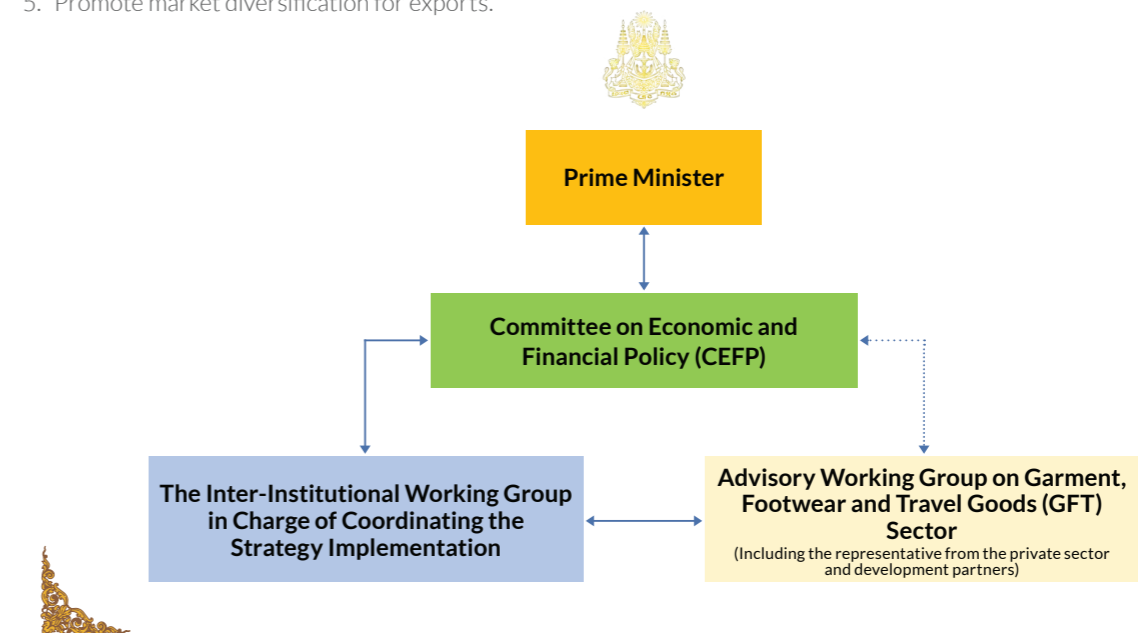 5. Promote market diversification for exports.
Prime Minister
Committee on Economic and
Financial Policy (CEFP)
The Inter-Institutional Working Group
in Charge of Coordinating the
Strategy Implementation
Advisory Working Group on Garment,
Footwear and Travel Goods (GFT)
Sector
(Including the representative from the private sector
and development partners)